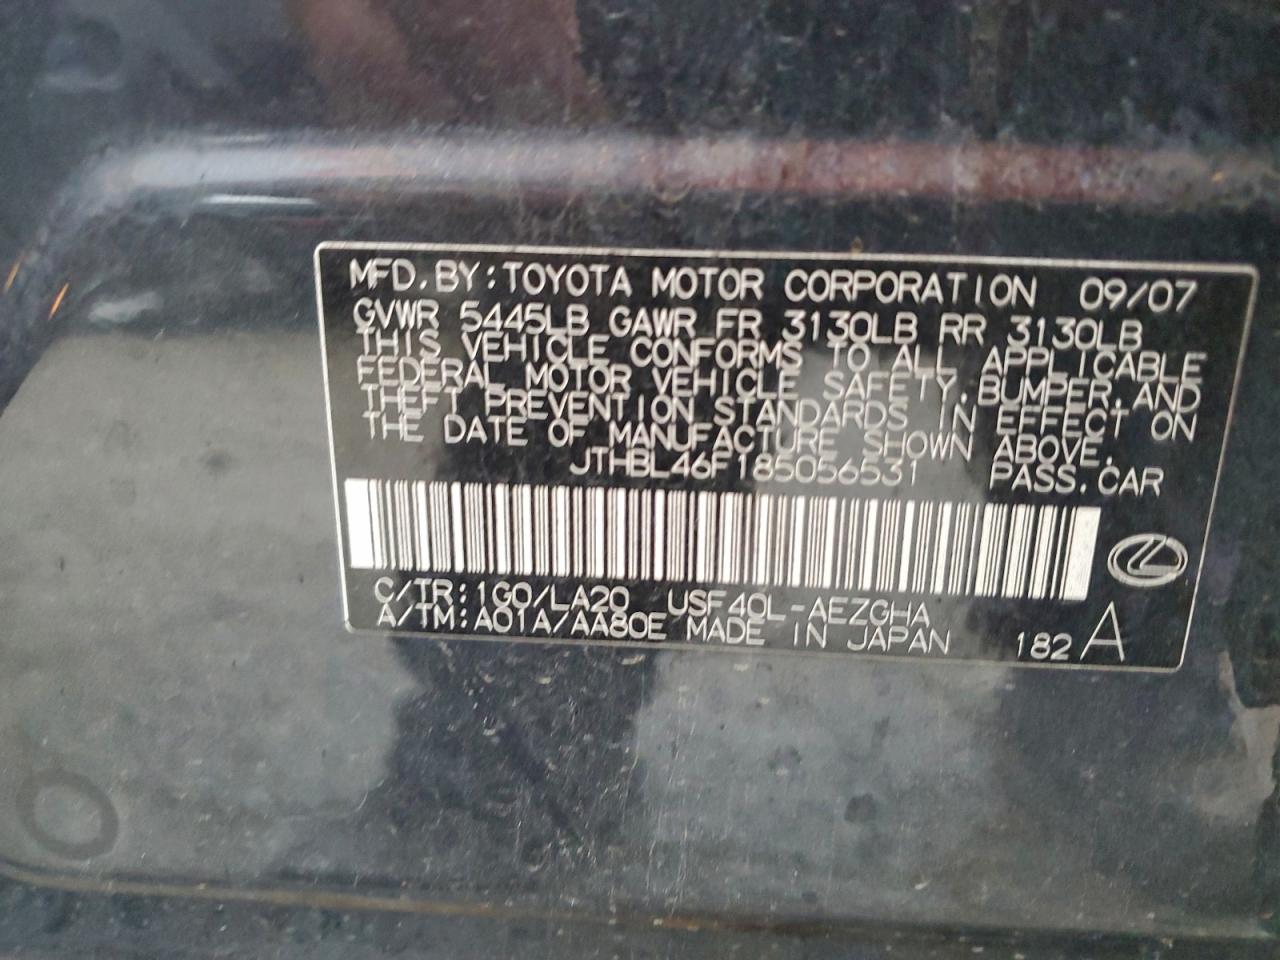 MFD.BY:TOYOTA MOTOR CORPORATION 09/07
GVWR 5445LB GAWR FR 3130LB RR 3130LB
THIS VEHICLE CONFORMS TO ALL APPLICABLE
FEDERAL MOTOR VEHICLE SAFETY,BUMPER,AND
THEFT PREVENTION STANDARDS IN EFFECT ON
THE DATE OF MANUFACTURE SHOWN ABOVE.
JTHBL46F185056531 PASS.CAR
C/TR:1G0/LA20 USF40L-AEZGHA
A/TM:A01A/AA80E MADE IN JAPAN 182 A